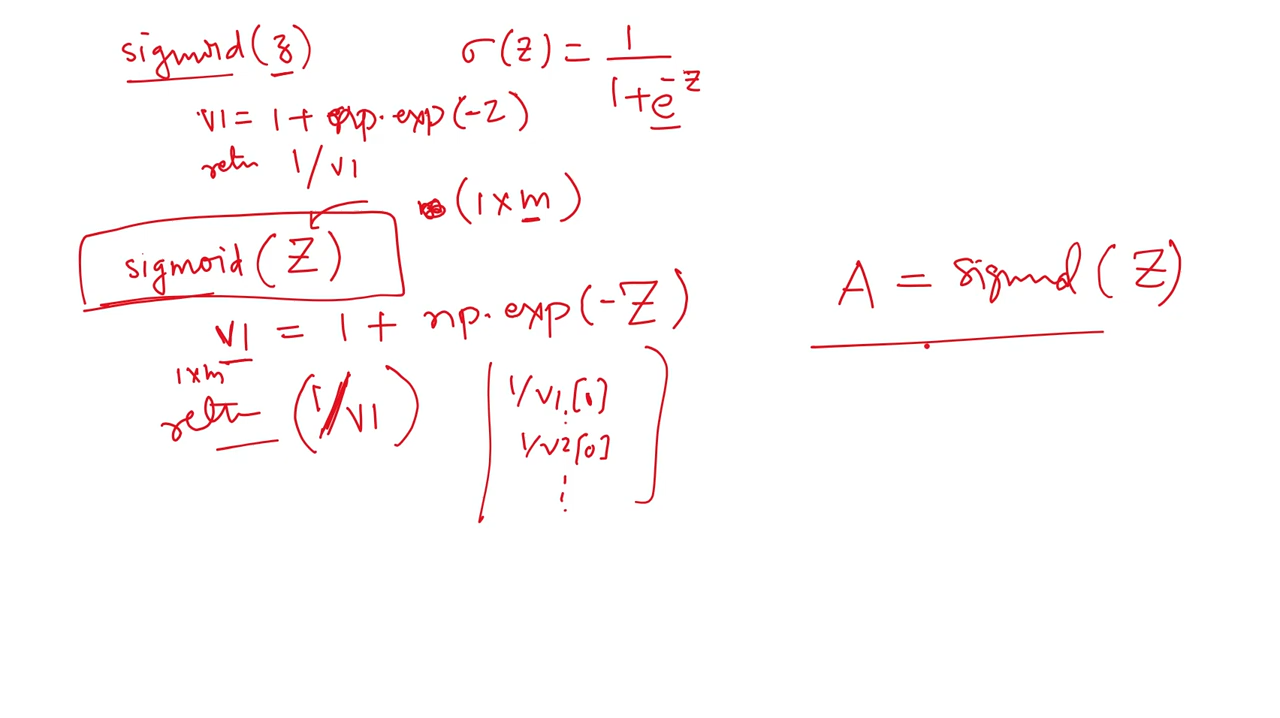 sigmoid(z)
σ(z) = 1 / 1+e^-z
v1 = 1 + np.exp(-z)
retn 1/v1
(1×m)
sigmoid(Z)
v1 = 1 + np.exp(-Z)
1×m
retn (1/v1)
1/v1[0]
1/v2[0]
⋮
A = sigmoid(Z)